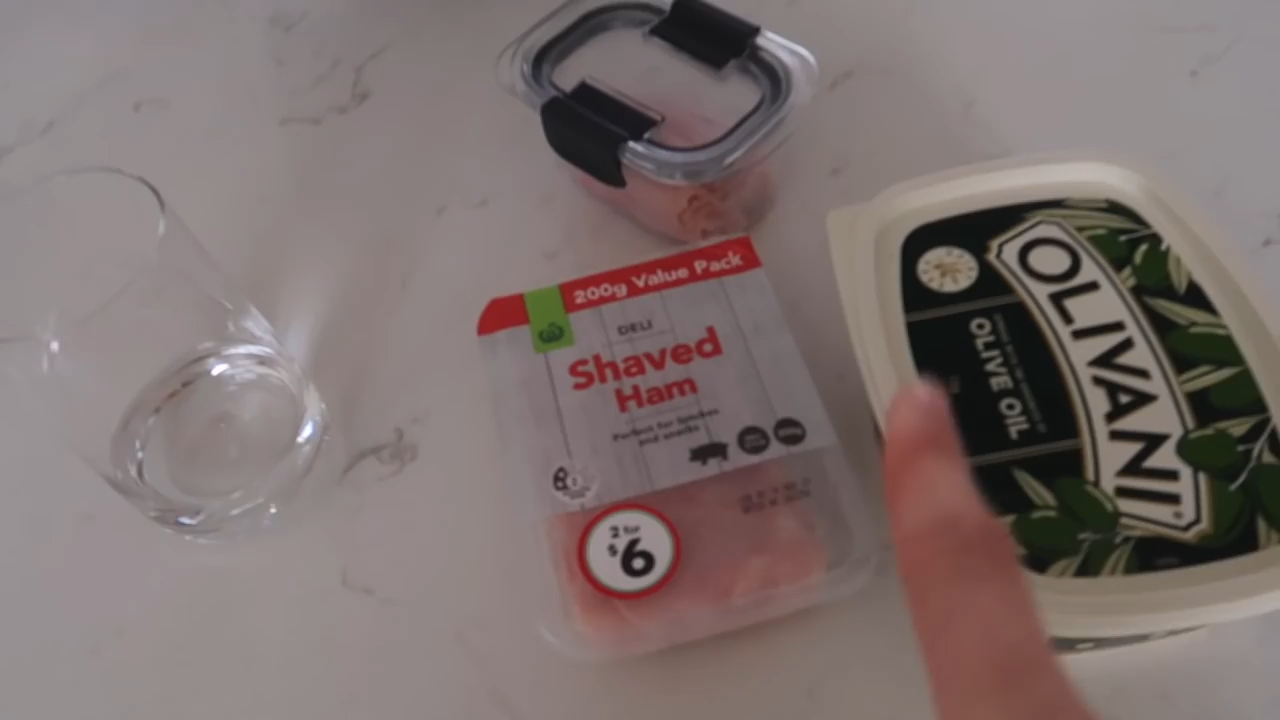 200g Value Pack
DELI
Shaved
Ham
Perfect for lunches
and snacks
2 for
$6
OLIVANI
OLIVE OIL